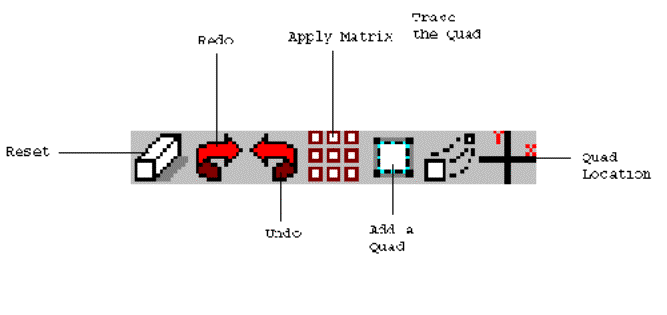 Trace
the Quad
Redo
Apply Matrix
Y
X
Reset
Quad
Location
Undo
Add a
Quad